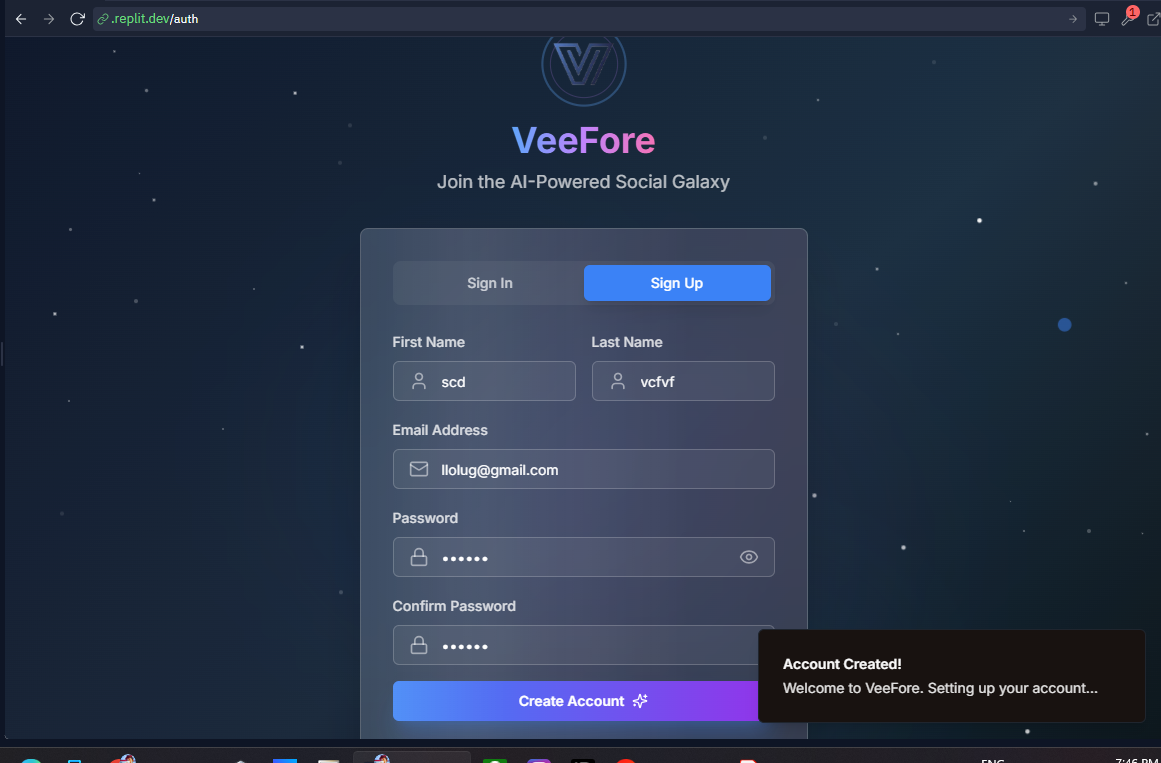 .replit.dev/auth
1
VeeFore
Join the AI-Powered Social Galaxy
Sign In
Sign Up
First Name
Last Name
scd
vcfvf
Email Address
llolug@gmail.com
Password
••••••
Confirm Password
••••••
Create Account
Account Created!
Welcome to VeeFore. Setting up your account...
ENG
7:46 PM